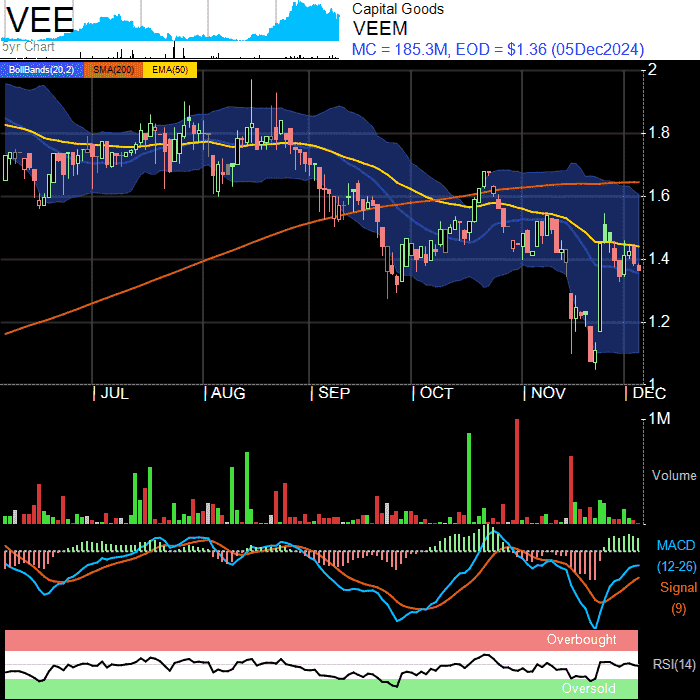 VEE
5yr Chart
Capital Goods
VEEM
MC = 185.3M, EOD = $1.36 (05Dec2024)
BollBands(20,2) SMA(200) EMA(50)
2
1.8
1.6
1.4
1.2
1
| JUL | AUG | SEP | OCT | NOV | DEC
1M
Volume
MACD
(12-26)
Signal
(9)
Overbought
RSI(14)
Oversold